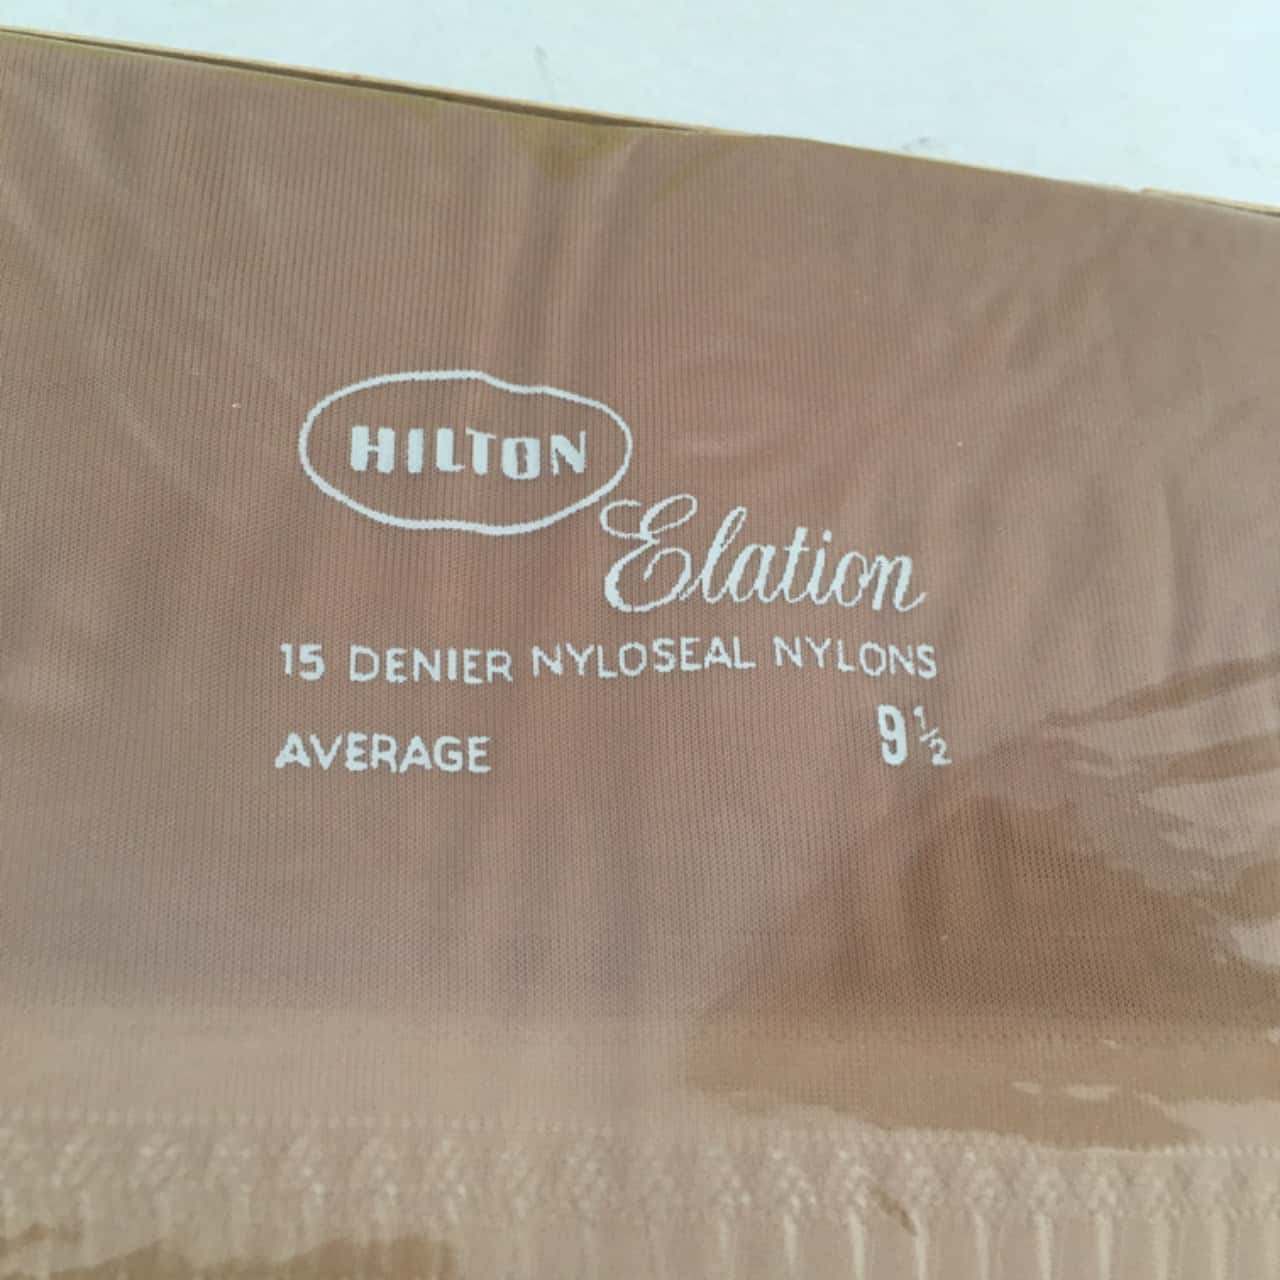 HILTON
Elation
15 DENIER NYLOSEAL NYLONS
AVERAGE 9½